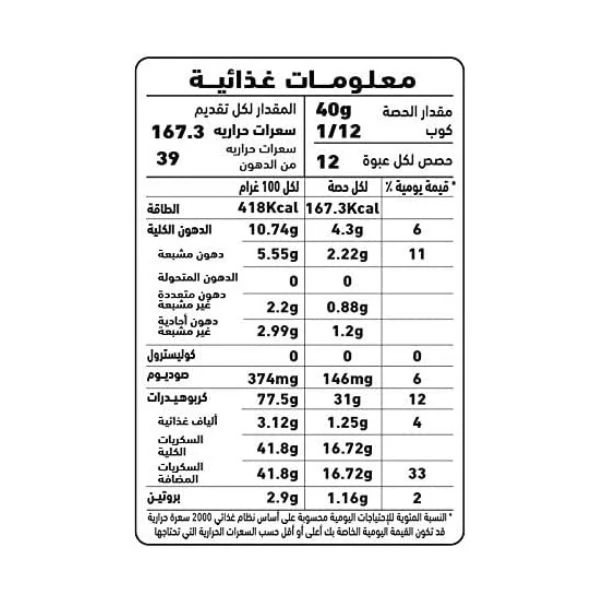 معلومات غذائية
مقدار الحصة 40g
كوب 1/12
حصص لكل عبوة 12
المقدار لكل تقديم
سعرات حراريه 167.3
سعرات حراريه
من الدهون 39
* قيمة يومية ٪ لكل حصة لكل 100 غرام
الطاقة 418Kcal 167.3Kcal
الدهون الكلية 10.74g 4.3g 6
دهون مشبعة 5.55g 2.22g 11
الدهون المتحولة 0 0
دهون متعددة
غير مشبعة 2.2g 0.88g
دهون أحادية
غير مشبعة 2.99g 1.2g
كوليسترول 0 0 0
صوديوم 374mg 146mg 6
كربوهيدرات 77.5g 31g 12
ألياف غذائية 3.12g 1.25g 4
السكريات
الكلية 41.8g 16.72g
السكريات
المضافة 41.8g 16.72g 33
بروتين 2.9g 1.16g 2
* النسبة المئوية للإحتياجات اليومية محسوبة على أساس نظام غذائي 2000 سعرة حرارية
قد تكون القيمة اليومية الخاصة بك أعلى أو أقل حسب السعرات الحرارية التي تحتاجها